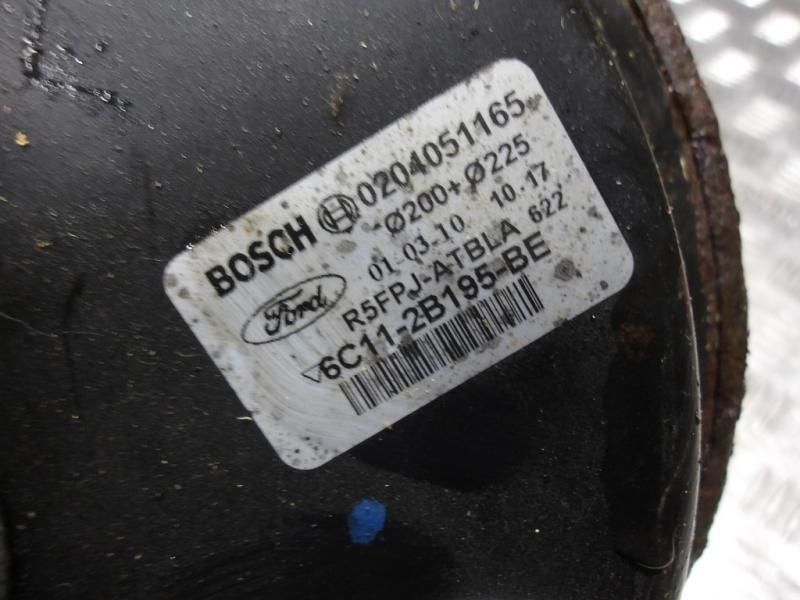 BOSCH 0204051165
Ø200+Ø225
01-03-10 10.17
R5FPJ-ATBLA 622
Ford 6C11-2B195-BE